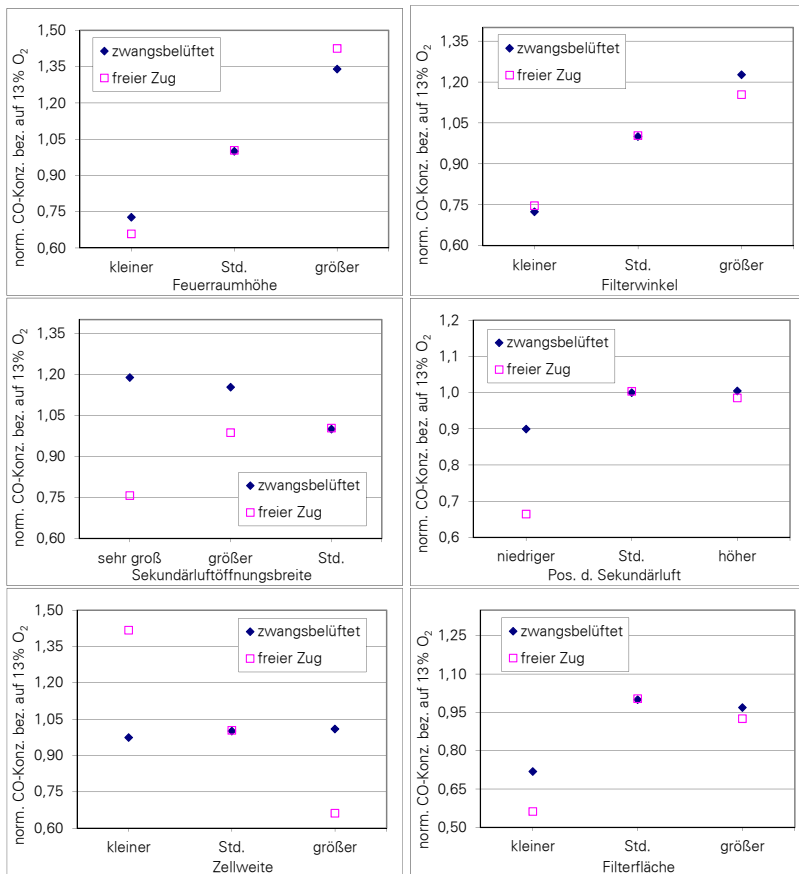 norm. CO-Konz. bez. auf 13% O₂
1,50
1,35
1,20
1,05
0,90
0,75
0,60
zwangsbelüftet
freier Zug
kleiner Std. größer
Feuerraumhöhe
norm. CO-Konz. bez. auf 13% O₂
1,35
1,20
1,05
0,90
0,75
0,60
zwangsbelüftet
freier Zug
kleiner Std. größer
Filterwinkel
norm. CO-Konz. bez. auf 13% O₂
1,35
1,20
1,05
0,90
0,75
0,60
zwangsbelüftet
freier Zug
sehr groß größer Std.
Sekundärluftöffnungsbreite
norm. CO-Konz. bez. auf 13% O₂
1,2
1,1
1,0
0,9
0,8
0,7
0,6
zwangsbelüftet
freier Zug
niedriger Std. höher
Pos. d. Sekundärluft
norm. CO-Konz. bez. auf 13% O₂
1,50
1,35
1,20
1,05
0,90
0,75
0,60
zwangsbelüftet
freier Zug
kleiner Std. größer
Zellweite
norm. CO-Konz. bez. auf 13% O₂
1,25
1,10
0,95
0,80
0,65
0,50
zwangsbelüftet
freier Zug
kleiner Std. größer
Filterfläche